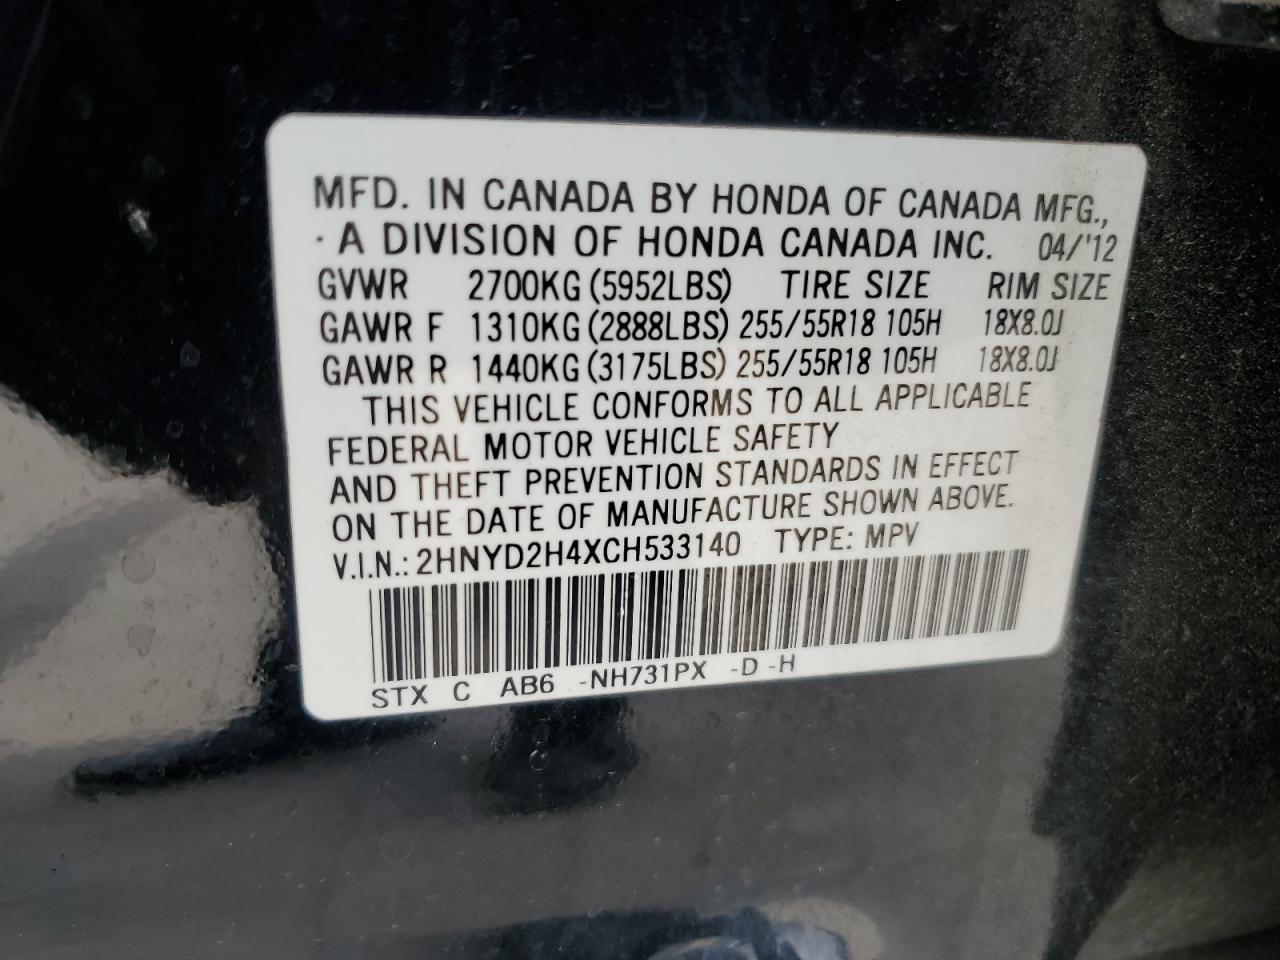 MFD. IN CANADA BY HONDA OF CANADA MFG.,
· A DIVISION OF HONDA CANADA INC. 04/'12
GVWR 2700KG (5952LBS) TIRE SIZE RIM SIZE
GAWR F 1310KG (2888LBS) 255/55R18 105H 18X8.0J
GAWR R 1440KG (3175LBS) 255/55R18 105H 18X8.0J
THIS VEHICLE CONFORMS TO ALL APPLICABLE
FEDERAL MOTOR VEHICLE SAFETY
AND THEFT PREVENTION STANDARDS IN EFFECT
ON THE DATE OF MANUFACTURE SHOWN ABOVE.
V.I.N.: 2HNYD2H4XCH533140 TYPE: MPV
STX C AB6 -NH731PX -D -H